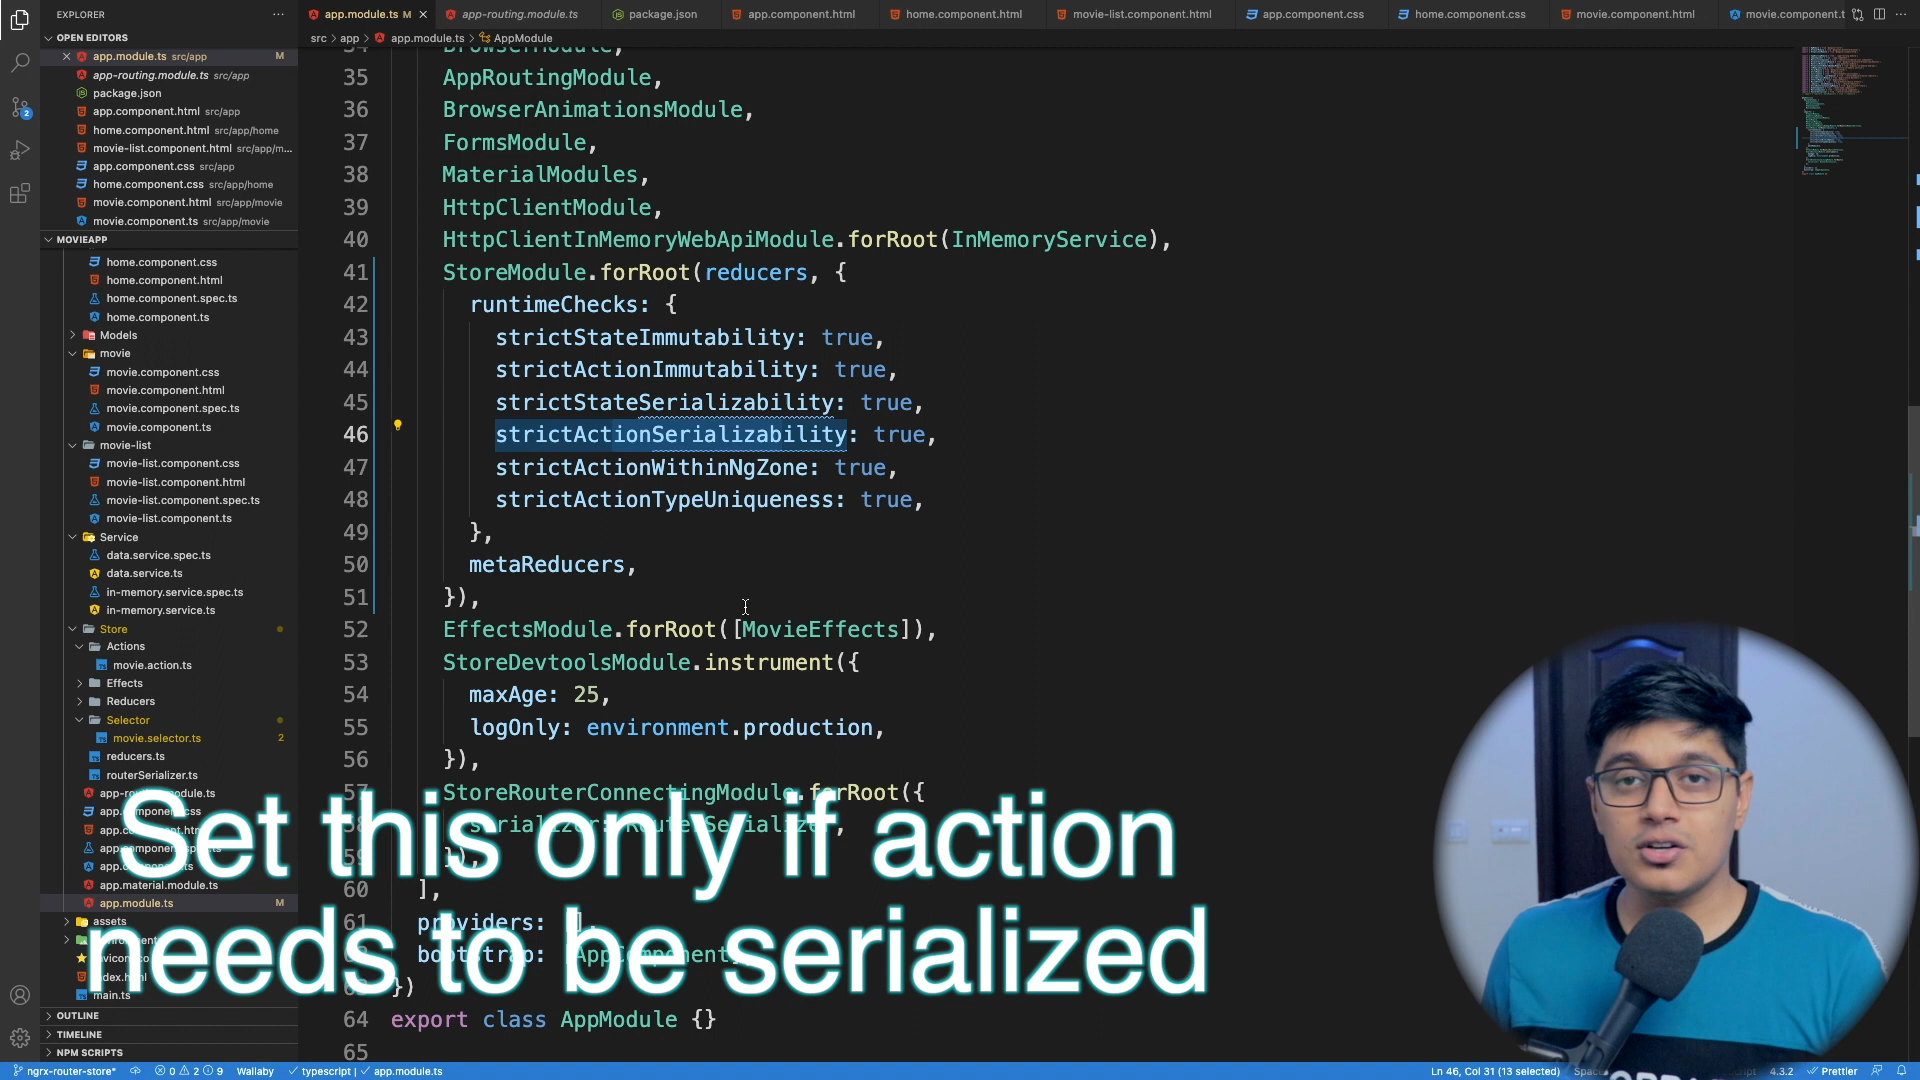 EXPLORER
OPEN EDITORS
app.module.ts src/app M
app-routing.module.ts src/app
package.json
app.component.html src/app
home.component.html src/app/home
movie-list.component.html src/app/m...
app.component.css src/app
home.component.css src/app/home
movie.component.html src/app/movie
movie.component.ts src/app/movie
MOVIEAPP
home.component.css
home.component.html
home.component.spec.ts
home.component.ts
Models
movie
movie.component.css
movie.component.html
movie.component.spec.ts
movie.component.ts
movie-list
movie-list.component.css
movie-list.component.html
movie-list.component.spec.ts
movie-list.component.ts
Service
data.service.spec.ts
data.service.ts
in-memory.service.spec.ts
in-memory.service.ts
Store
Actions
movie.action.ts
Effects
Reducers
Selector
movie.selector.ts 2
reducers.ts
routerSerializer.ts
app.material.module.ts
app.module.ts M
assets
main.ts
OUTLINE
TIMELINE
NPM SCRIPTS
app.module.ts M app-routing.module.ts package.json app.component.html home.component.html movie-list.component.html app.component.css home.component.css movie.component.html movie.component.t
src > app > app.module.ts > AppModule
35 AppRoutingModule,
36 BrowserAnimationsModule,
37 FormsModule,
38 MaterialModules,
39 HttpClientModule,
40 HttpClientInMemoryWebApiModule.forRoot(InMemoryService),
41 StoreModule.forRoot(reducers, {
42 runtimeChecks: {
43 strictStateImmutability: true,
44 strictActionImmutability: true,
45 strictStateSerializability: true,
46 strictActionSerializability: true,
47 strictActionWithinNgZone: true,
48 strictActionTypeUniqueness: true,
49 },
50 metaReducers,
51 }),
52 EffectsModule.forRoot([MovieEffects]),
53 StoreDevtoolsModule.instrument({
54 maxAge: 25,
55 logOnly: environment.production,
56 }),
57 StoreRouterConnectingModule.forRoot({
60 ],
61 providers: [],
64 export class AppModule {}
65
Set this only if action
needs to be serialized
ngrx-router-store* 0 2 9 Wallaby typescript | app.module.ts Ln 46, Col 31 (13 selected) 4.3.2 Prettier